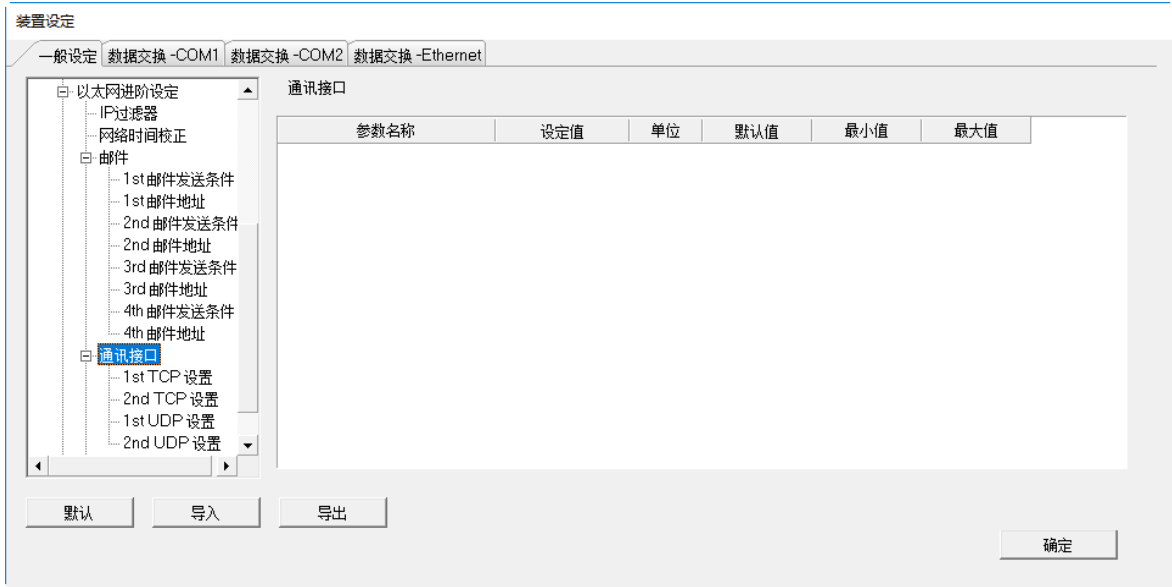 装置设定
一般设定 数据交换 -COM1 数据交换 -COM2 数据交换 -Ethernet
以太网进阶设定
IP过滤器
网络时间校正
邮件
1st 邮件发送条件
1st 邮件地址
2nd 邮件发送条件
2nd 邮件地址
3rd 邮件发送条件
3rd 邮件地址
4th 邮件发送条件
4th 邮件地址
通讯接口
1st TCP 设置
2nd TCP 设置
1st UDP 设置
2nd UDP 设置
通讯接口
参数名称 设定值 单位 默认值 最小值 最大值
默认 导入 导出
确定